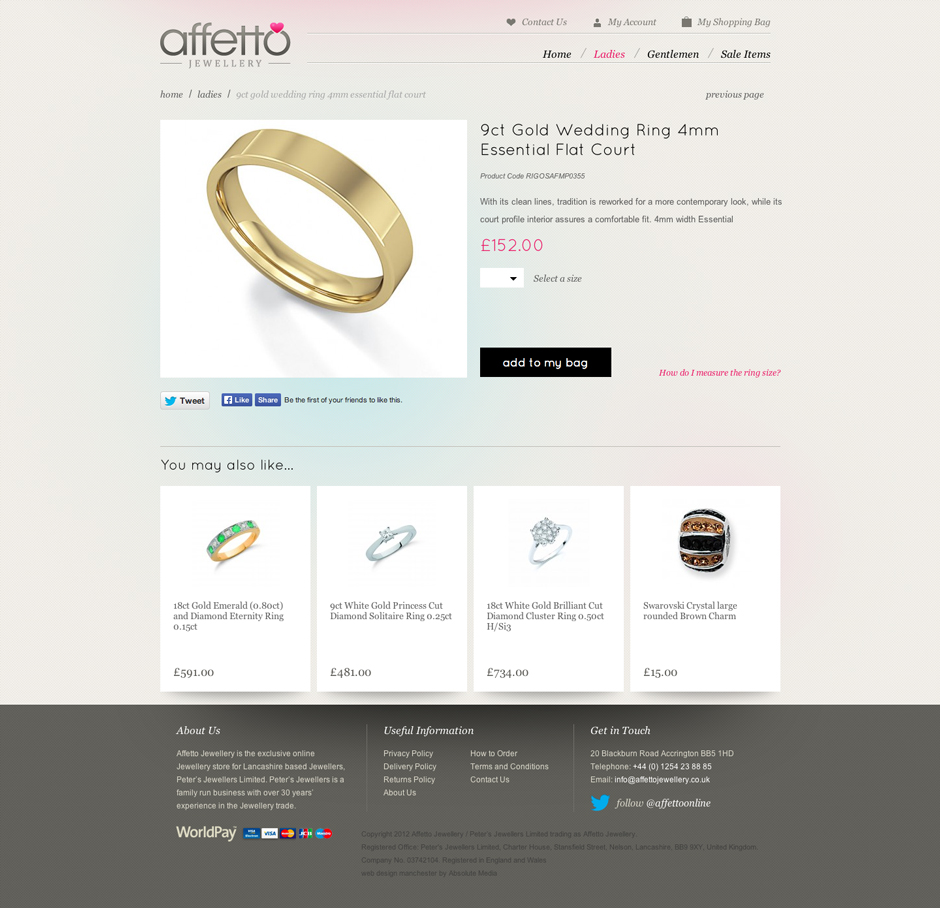 affetto
JEWELLERY
Contact Us
My Account
My Shopping Bag
Home / Ladies / Gentlemen / Sale Items
home / ladies / 9ct gold wedding ring 4mm essential flat court
previous page
9ct Gold Wedding Ring 4mm
Essential Flat Court
Product Code RIGOSAFMP0355
With its clean lines, tradition is reworked for a more contemporary look, while its
court profile interior assures a comfortable fit. 4mm width Essential
£152.00
Select a size
add to my bag
How do I measure the ring size?
Tweet
Like
Share
Be the first of your friends to like this.
You may also like...
18ct Gold Emerald (0.80ct)
and Diamond Eternity Ring
0.15ct
£591.00
9ct White Gold Princess Cut
Diamond Solitaire Ring 0.25ct
£481.00
18ct White Gold Brilliant Cut
Diamond Cluster Ring 0.50ct
H/Si3
£734.00
Swarovski Crystal large
rounded Brown Charm
£15.00
About Us
Affetto Jewellery is the exclusive online
Jewellery store for Lancashire based Jewellers,
Peter's Jewellers Limited. Peter's Jewellers is a
family run business with over 30 years'
experience in the Jewellery trade.
Useful Information
Privacy Policy
Delivery Policy
Returns Policy
About Us
How to Order
Terms and Conditions
Contact Us
Get in Touch
20 Blackburn Road Accrington BB5 1HD
Telephone: +44 (0) 1254 23 88 85
Email: info@affettojewellery.co.uk
follow @affettoonline
WorldPay
VISA
Copyright 2012 Affetto Jewellery / Peter's Jewellers Limited trading as Affetto Jewellery.
Registered Office: Peter's Jewellers Limited, Charter House, Stansfield Street, Nelson, Lancashire, BB9 9XY, United Kingdom.
Company No. 03742104. Registered in England and Wales
web design manchester by Absolute Media